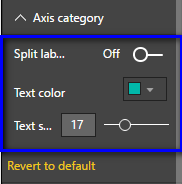 Axis category
Split lab... Off
Text color
Text s... 17
Revert to default